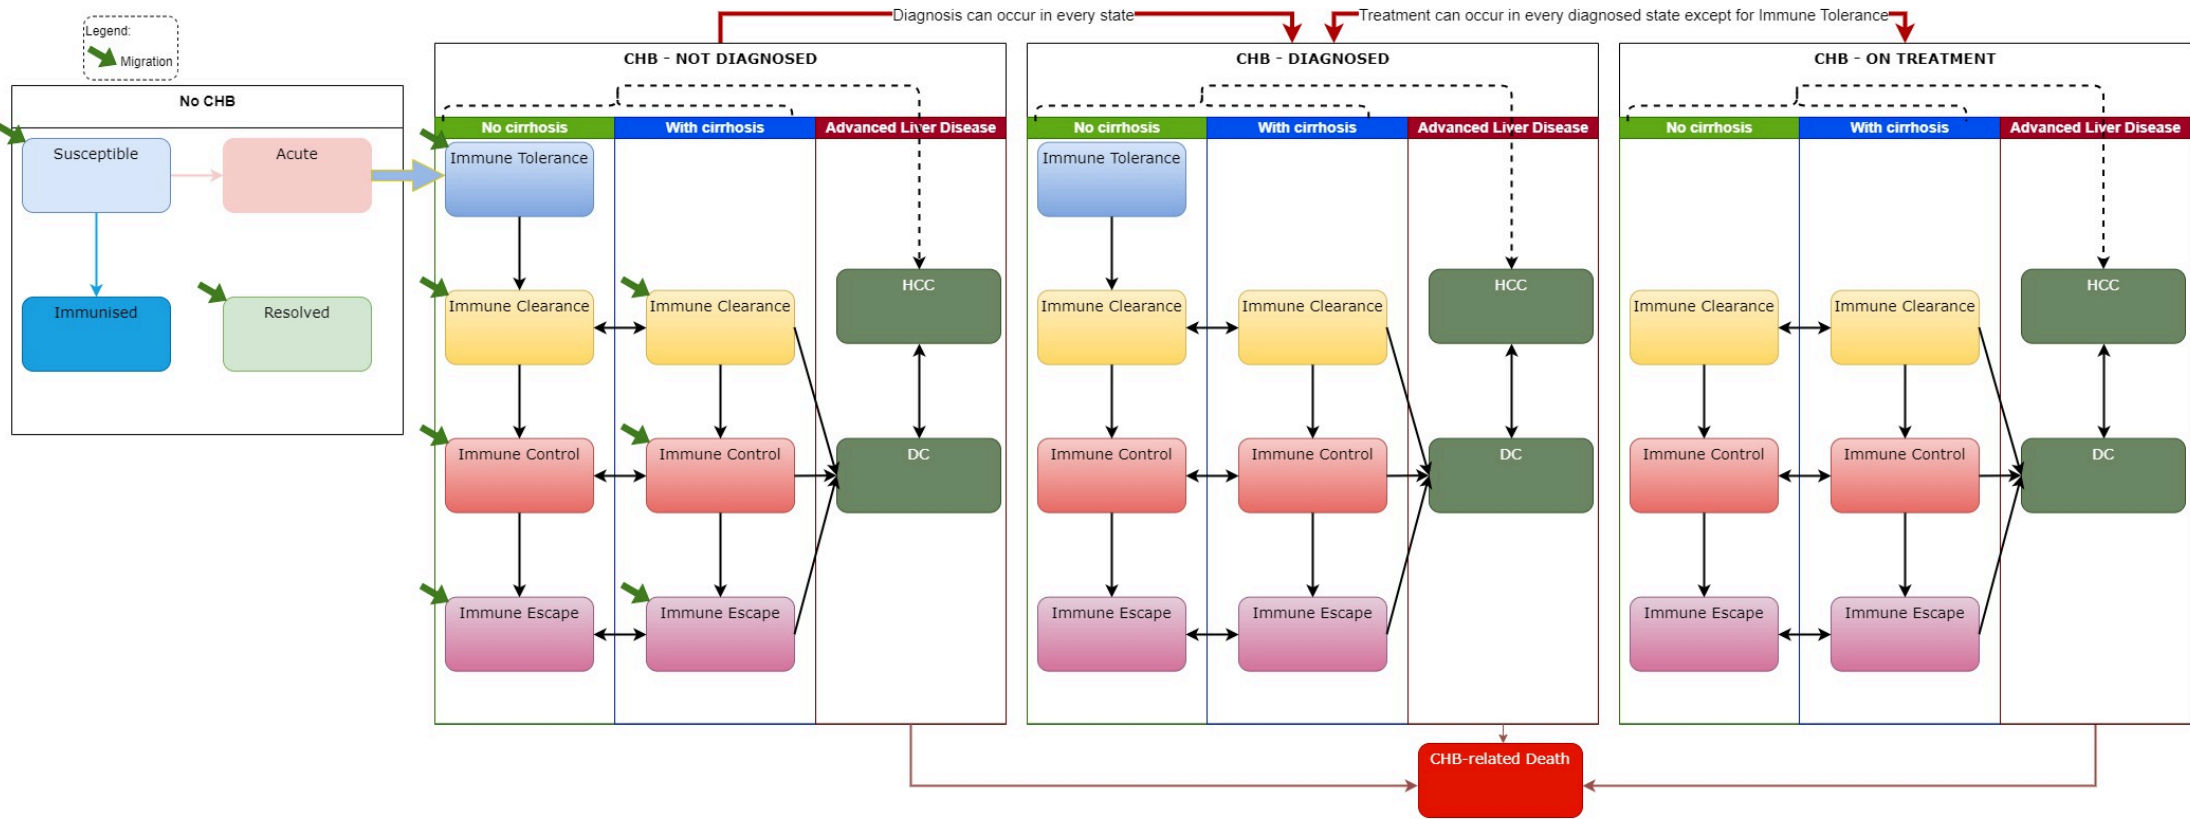 Diagnosis can occur in every state
Treatment can occur in every diagnosed state except for Immune Tolerance
Legend:
Migration
No CHB
Susceptible
Acute
Immunised
Resolved
CHB - NOT DIAGNOSED
No cirrhosis
With cirrhosis
Advanced Liver Disease
Immune Tolerance
HCC
Immune Clearance
Immune Clearance
Immune Control
Immune Control
DC
Immune Escape
Immune Escape
CHB - DIAGNOSED
No cirrhosis
With cirrhosis
Advanced Liver Disease
Immune Tolerance
HCC
Immune Clearance
Immune Clearance
Immune Control
Immune Control
DC
Immune Escape
Immune Escape
CHB - ON TREATMENT
No cirrhosis
With cirrhosis
Advanced Liver Disease
HCC
Immune Clearance
Immune Clearance
Immune Control
Immune Control
DC
Immune Escape
Immune Escape
CHB-related Death